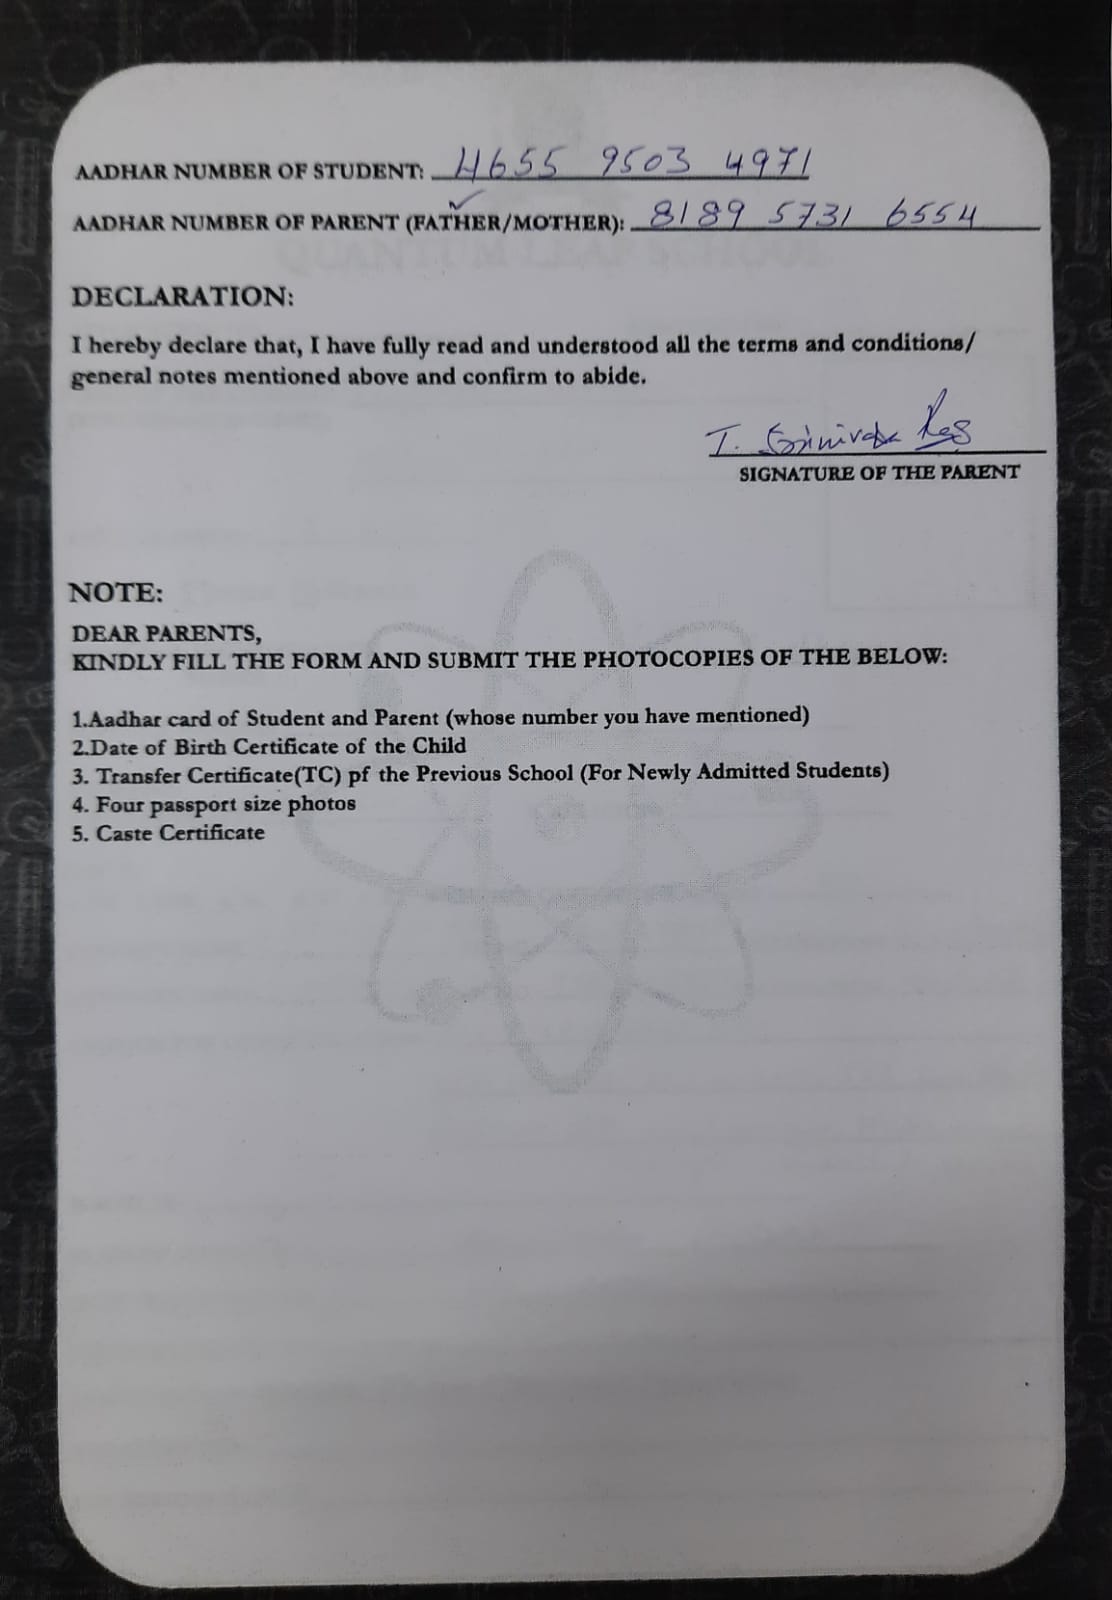 AADHAR NUMBER OF STUDENT: 4655 9503 4971
AADHAR NUMBER OF PARENT (FATHER/MOTHER): 8189 5731 6554
DECLARATION:
I hereby declare that, I have fully read and understood all the terms and conditions/
general notes mentioned above and confirm to abide.
T. Srinivasa Rao
SIGNATURE OF THE PARENT
NOTE:
DEAR PARENTS,
KINDLY FILL THE FORM AND SUBMIT THE PHOTOCOPIES OF THE BELOW:
1.Aadhar card of Student and Parent (whose number you have mentioned)
2.Date of Birth Certificate of the Child
3. Transfer Certificate(TC) pf the Previous School (For Newly Admitted Students)
4. Four passport size photos
5. Caste Certificate